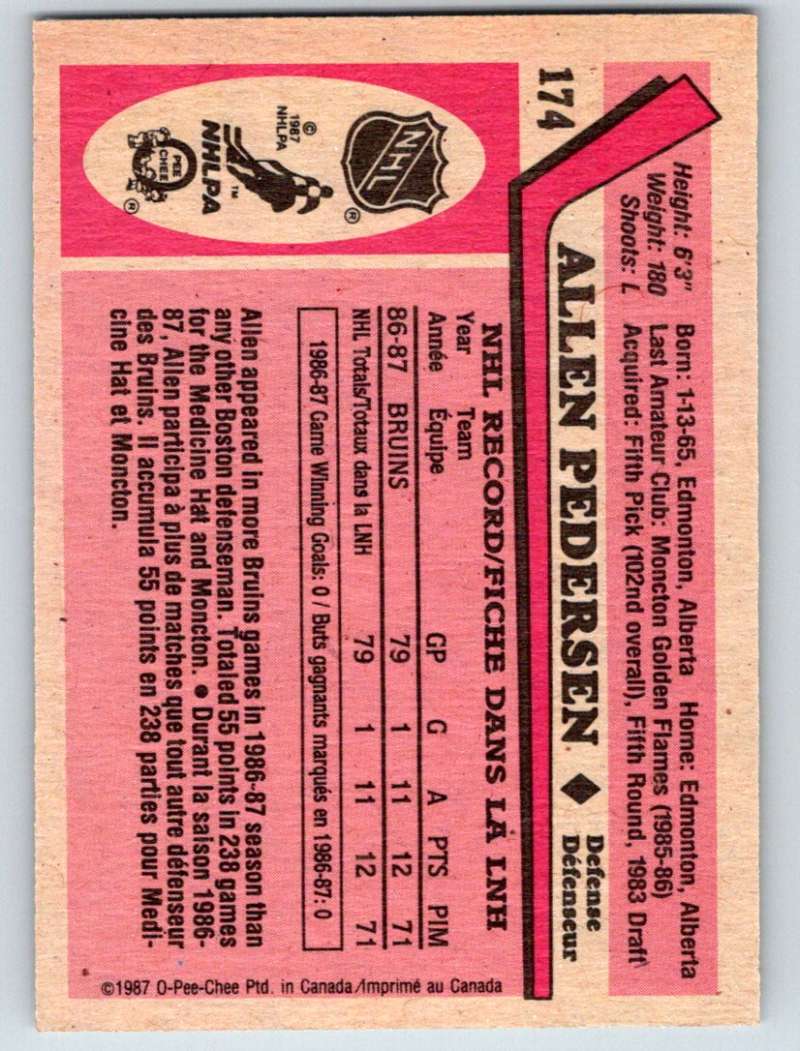 174
Height: 6'3" Born: 1-13-65, Edmonton, Alberta Home: Edmonton, Alberta
Weight: 180 Last Amateur Club: Moncton Golden Flames (1985-86)
Shoots: L Acquired: Fifth Pick (102nd overall), Fifth Round, 1983 Draft
ALLEN PEDERSEN ◆ Defense
Défenseur
NHL
®
© 1987 NHLPA
NHLPA ™
O PEE CHEE ®
NHL RECORD/FICHE DANS LA LNH
Year Team
Année Équipe GP G A PTS PIM
86-87 BRUINS 79 1 11 12 71
NHL Totals/Totaux dans la LNH 79 1 11 12 71
1986-87 Game Winning Goals: 0 / Buts gagnants marqués en 1986-87: 0
Allen appeared in more Bruins games in 1986-87 season than
any other Boston defenseman. Totaled 55 points in 238 games
for the Medicine Hat and Moncton. ● Durant la saison 1986-
87, Allen participa à plus de matches que tout autre défenseur
des Bruins. Il accumula 55 points en 238 parties pour Medi-
cine Hat et Moncton.
©1987 O-Pee-Chee Ptd. in Canada/Imprimé au Canada